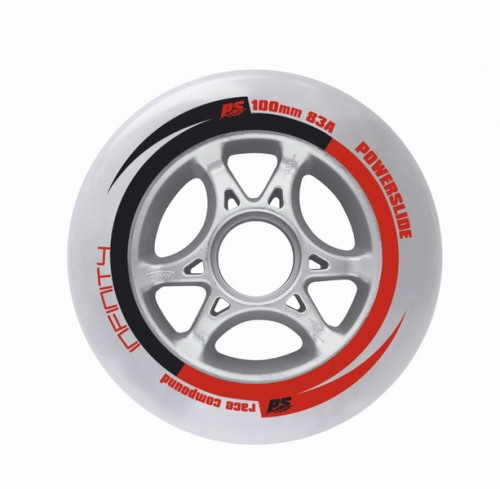 PS 100mm 83A
POWERSLIDE
PS race compound
INFINITY